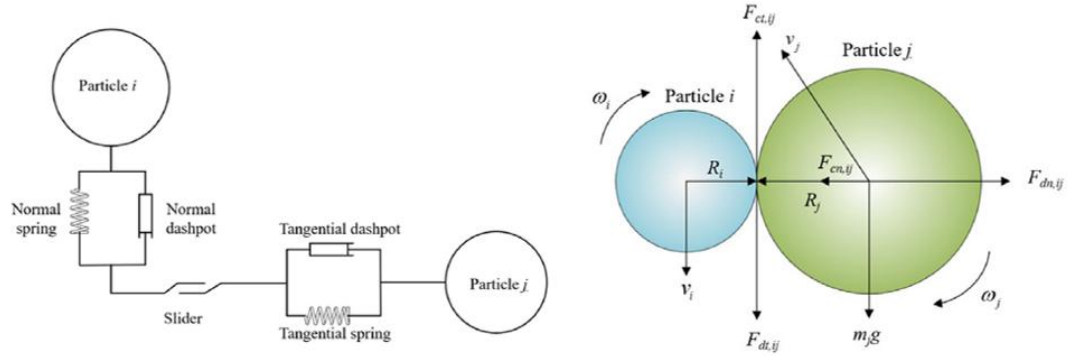 Particle i
Normal
spring
Normal
dashpot
Tangential dashpot
Particle j
Slider
Tangential spring
F_{ct,ij}
v_j
Particle j
ω_i
Particle i
R_i
F_{cn,ij}
R_j
F_{dn,ij}
v_i
ω_j
F_{dt,ij}
m_jg